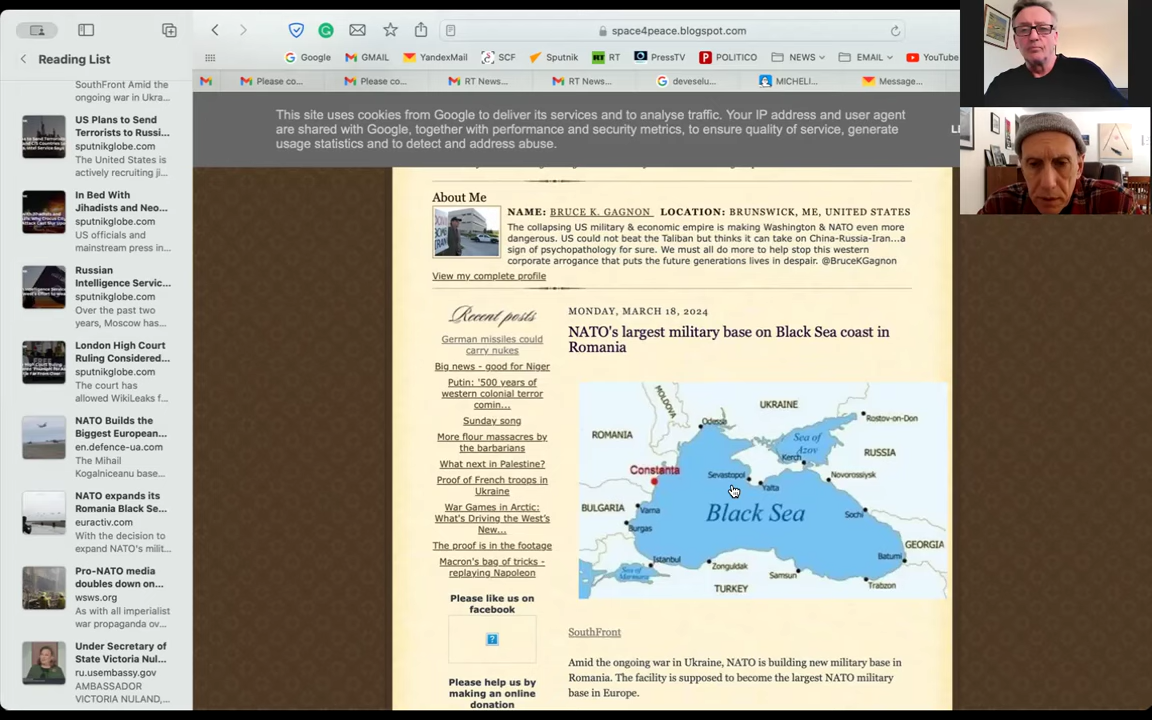 space4peace.blogspot.com
Google
GMAIL
YandexMail
SCF
Sputnik
RT
PressTV
POLITICO
NEWS
EMAIL
YouTube
Please co...
Please co...
RT News...
RT News...
deveselu...
MICHELI...
Message...
Reading List
SouthFront Amid the
ongoing war in Ukra...
US Plans to Send
Terrorists to Russi...
sputnikglobe.com
The United States is
actively recruiting ji...
In Bed With
Jihadists and Neo...
sputnikglobe.com
US officials and
mainstream press in...
Russian
Intelligence Servic...
sputnikglobe.com
Over the past two
years, Moscow has...
London High Court
Ruling Considered...
sputnikglobe.com
The court has
allowed WikiLeaks f...
NATO Builds the
Biggest European...
en.defence-ua.com
The Mihail
Kogalniceanu base...
NATO expands its
Romania Black Se...
euractiv.com
With the decision to
expand NATO's milit...
Pro-NATO media
doubles down on...
wsws.org
As with all imperialist
war propaganda ov...
Under Secretary of
State Victoria Nul...
ru.usembassy.gov
AMBASSADOR
VICTORIA NULAND,...
This site uses cookies from Google to deliver its services and to analyse traffic. Your IP address and user agent
are shared with Google, together with performance and security metrics, to ensure quality of service, generate
usage statistics and to detect and address abuse.
About Me
NAME: BRUCE K. GAGNON LOCATION: BRUNSWICK, ME, UNITED STATES
The collapsing US military & economic empire is making Washington & NATO even more
dangerous. US could not beat the Taliban but thinks it can take on China-Russia-Iran...a
sign of psychopathology for sure. We must all do more to help stop this western
corporate arrogance that puts the future generations lives in despair. @BruceKGagnon
View my complete profile
Recent posts
German missiles could
carry nukes
Big news - good for Niger
Putin: '500 years of
western colonial terror
comin...
Sunday song
More flour massacres by
the barbarians
What next in Palestine?
Proof of French troops in
Ukraine
War Games in Arctic:
What's Driving the West's
New...
The proof is in the footage
Macron's bag of tricks -
replaying Napoleon
Please like us on
facebook
Please help us by
making an online
donation
MONDAY, MARCH 18, 2024
NATO's largest military base on Black Sea coast in
Romania
MOLDOVA
UKRAINE
Odessa
Rostov-on-Don
ROMANIA
Sea of
Azov
RUSSIA
Kerch
Constanta
Sevastopol
Novorossiysk
Yalta
BULGARIA
Varna
Black Sea
Sochi
Burgas
GEORGIA
Istanbul
Zonguldak
Batumi
Sea of
Marmara
Samsun
Trabzon
TURKEY
SouthFront
Amid the ongoing war in Ukraine, NATO is building new military base in
Romania. The facility is supposed to become the largest NATO military
base in Europe.